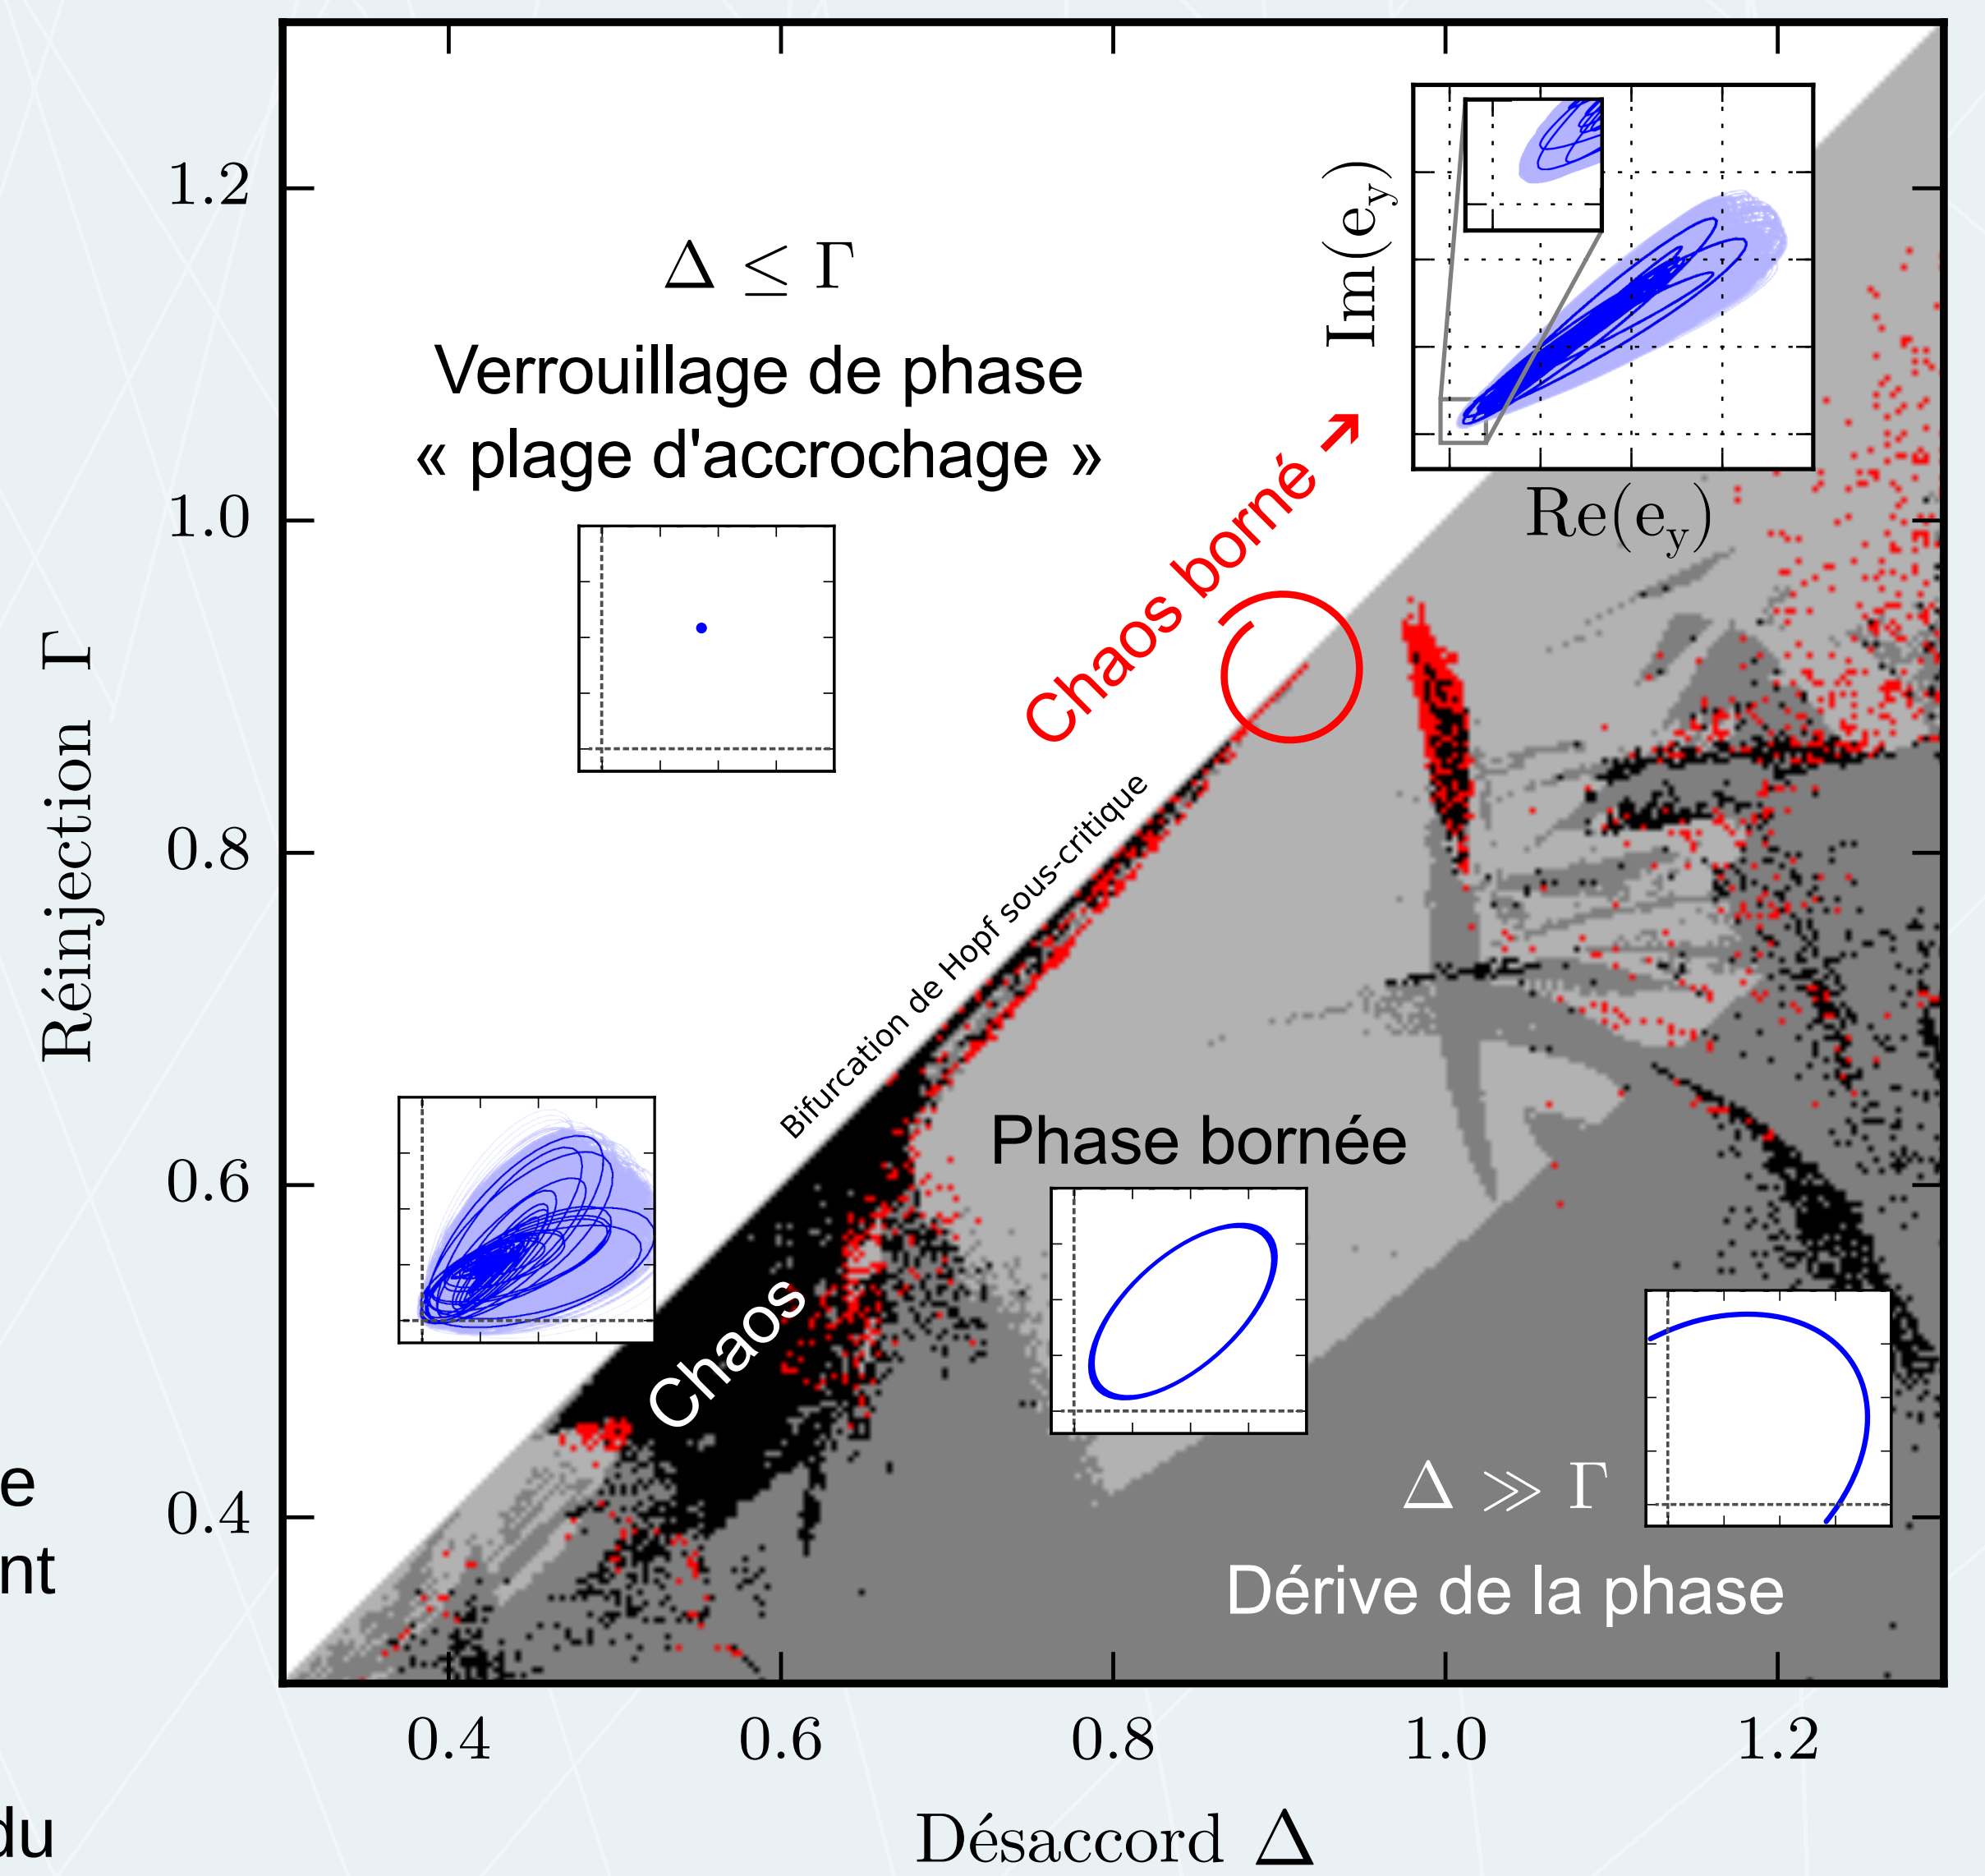 1.2
1.0
0.8
0.6
0.4
Réinjection Γ
Δ ≤ Γ
Verrouillage de phase
« plage d'accrochage »
Chaos borné ➔
Im(e_y)
Re(e_y)
Bifurcation de Hopf sous-critique
Chaos
Phase bornée
Δ ≫ Γ
Dérive de la phase
0.4 0.6 0.8 1.0 1.2
Désaccord Δ
e
nt
du